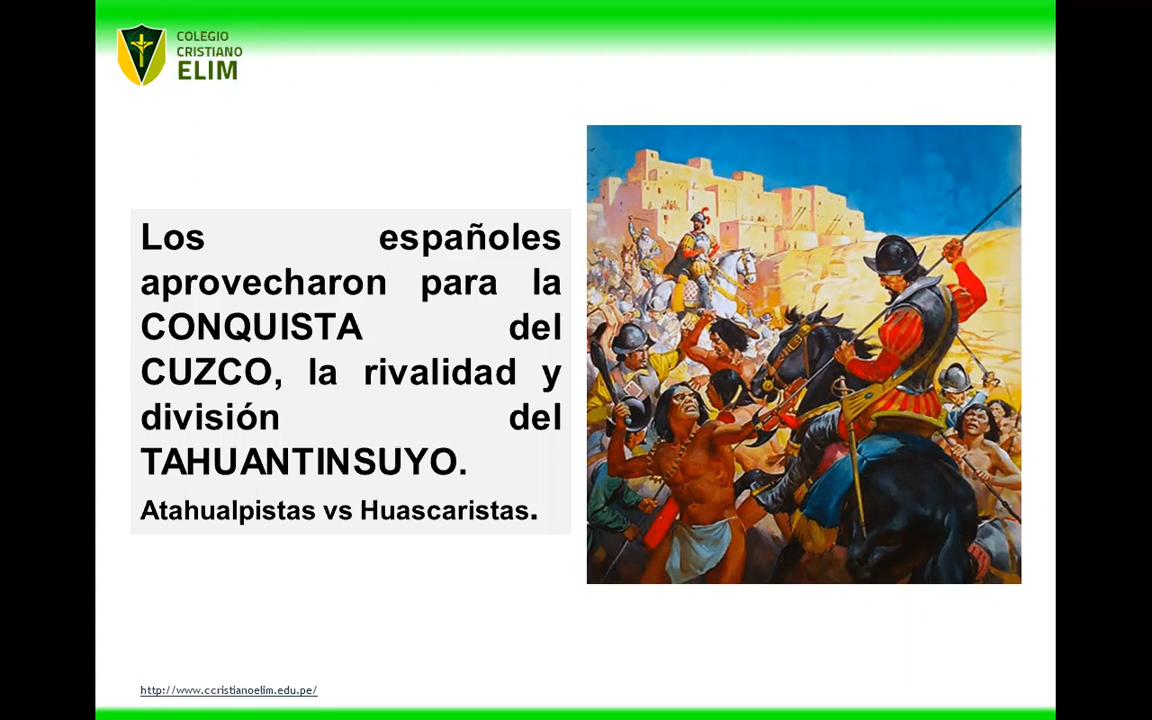 COLEGIO
CRISTIANO
ELIM
Los españoles
aprovecharon para la
CONQUISTA del
CUZCO, la rivalidad y
división del
TAHUANTINSUYO.
Atahualpistas vs Huascaristas.
http://www.ccristianoelim.edu.pe/